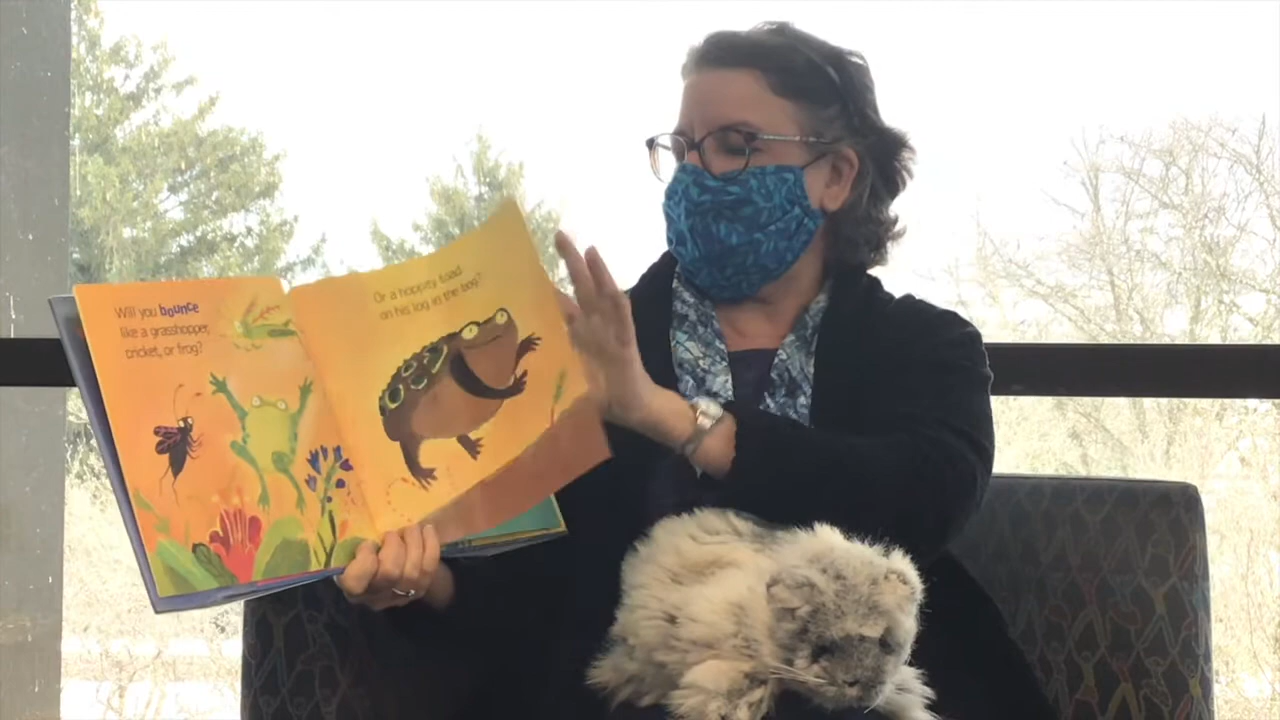 Will you bounce
like a grasshopper,
cricket, or frog?
Or a hoppity toad
on his log in the bog?